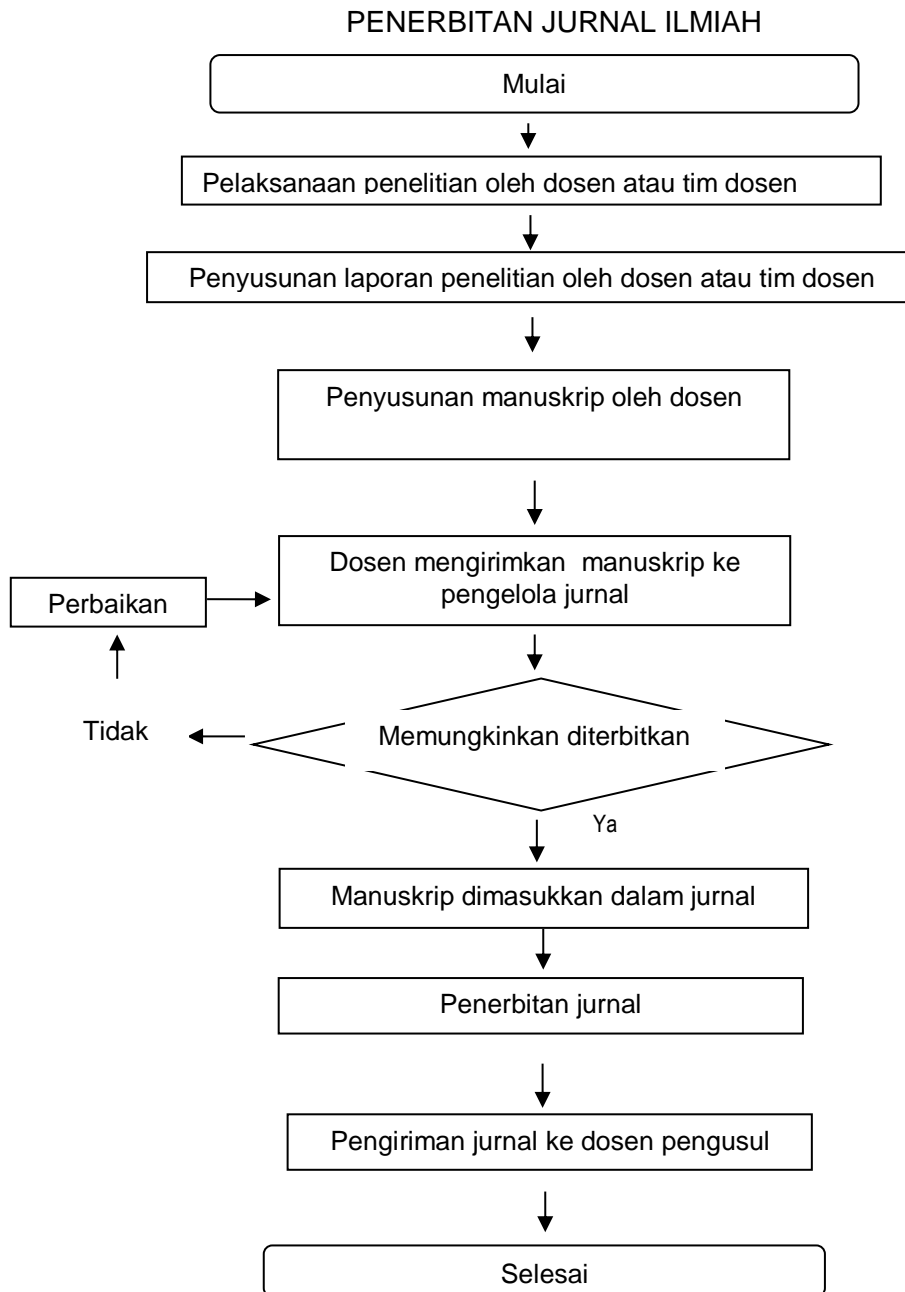 PENERBITAN JURNAL ILMIAH
Mulai
Pelaksanaan penelitian oleh dosen atau tim dosen
Penyusunan laporan penelitian oleh dosen atau tim dosen
Penyusunan manuskrip oleh dosen
Dosen mengirimkan manuskrip ke
pengelola jurnal
Perbaikan
Tidak
Memungkinkan diterbitkan
Ya
Manuskrip dimasukkan dalam jurnal
Penerbitan jurnal
Pengiriman jurnal ke dosen pengusul
Selesai